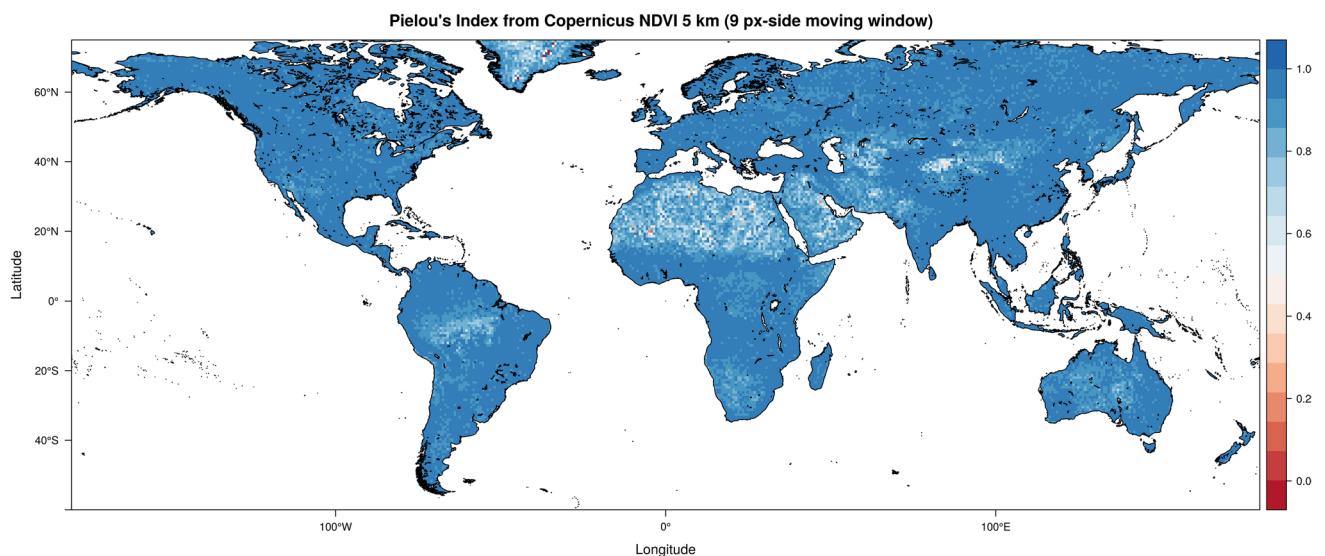 Pielou's Index from Copernicus NDVI 5 km (9 px-side moving window)
60°N
40°N
20°N
0°
20°S
40°S
Latitude
100°W
0°
100°E
Longitude
1.0
0.8
0.6
0.4
0.2
0.0